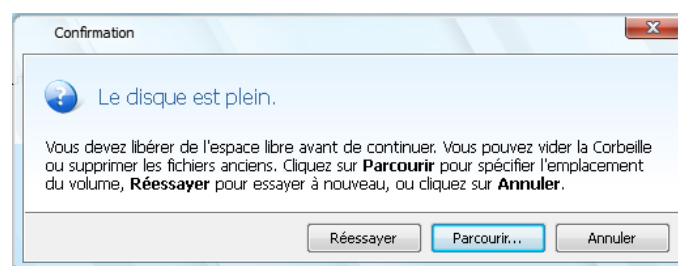 Confirmation
Le disque est plein.
Vous devez libérer de l'espace libre avant de continuer. Vous pouvez vider la Corbeille
ou supprimer les fichiers anciens. Cliquez sur Parcourir pour spécifier l'emplacement
du volume, Réessayer pour essayer à nouveau, ou cliquez sur Annuler.
Réessayer Parcourir... Annuler